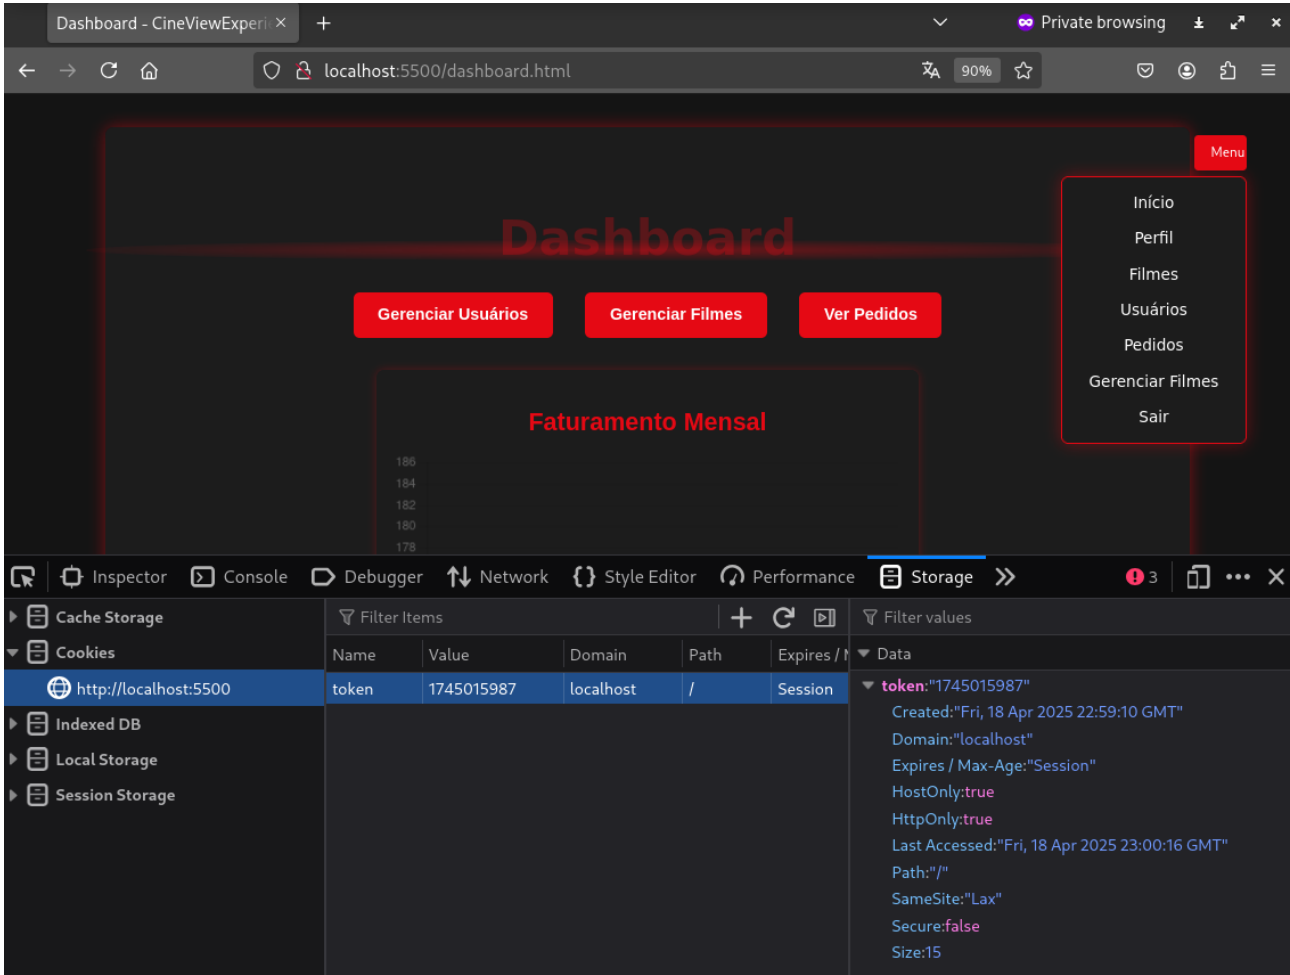 Dashboard - CineViewExperi
Private browsing
localhost:5500/dashboard.html
90%
Menu
Início
Perfil
Filmes
Usuários
Pedidos
Gerenciar Filmes
Sair
Dashboard
Gerenciar Usuários
Gerenciar Filmes
Ver Pedidos
Faturamento Mensal
186
184
182
180
178
Inspector
Console
Debugger
Network
Style Editor
Performance
Storage
3
Cache Storage
Cookies
http://localhost:5500
Indexed DB
Local Storage
Session Storage
Filter Items
Name Value Domain Path Expires / M
token 1745015987 localhost / Session
Filter values
Data
token:"1745015987"
Created:"Fri, 18 Apr 2025 22:59:10 GMT"
Domain:"localhost"
Expires / Max-Age:"Session"
HostOnly:true
HttpOnly:true
Last Accessed:"Fri, 18 Apr 2025 23:00:16 GMT"
Path:"/"
SameSite:"Lax"
Secure:false
Size:15